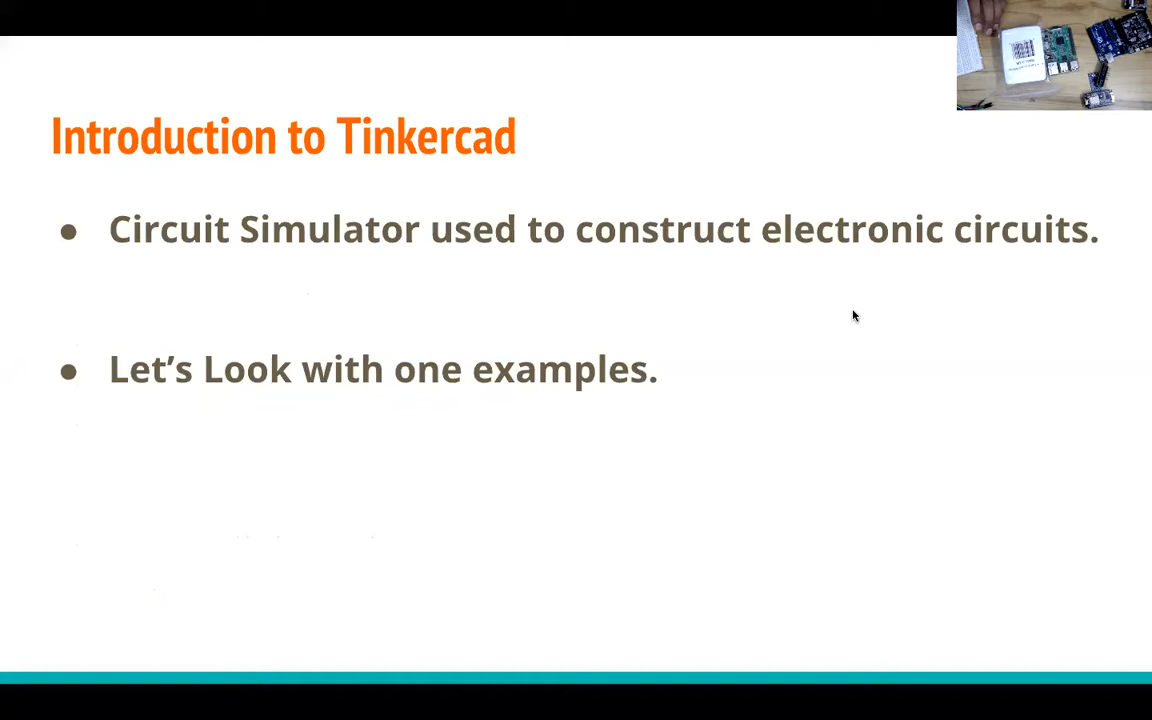 Introduction to Tinkercad
● Circuit Simulator used to construct electronic circuits.
● Let’s Look with one examples.